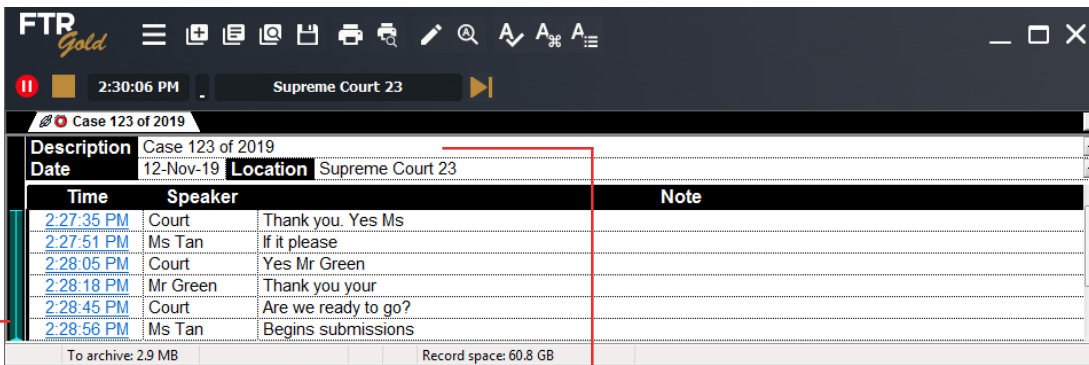 FTR Gold
2:30:06 PM - Supreme Court 23
Case 123 of 2019
Description Case 123 of 2019
Date 12-Nov-19 Location Supreme Court 23
Time Speaker Note
2:27:35 PM Court Thank you. Yes Ms
2:27:51 PM Ms Tan If it please
2:28:05 PM Court Yes Mr Green
2:28:18 PM Mr Green Thank you your
2:28:45 PM Court Are we ready to go?
2:28:56 PM Ms Tan Begins submissions
To archive: 2.9 MB Record space: 60.8 GB